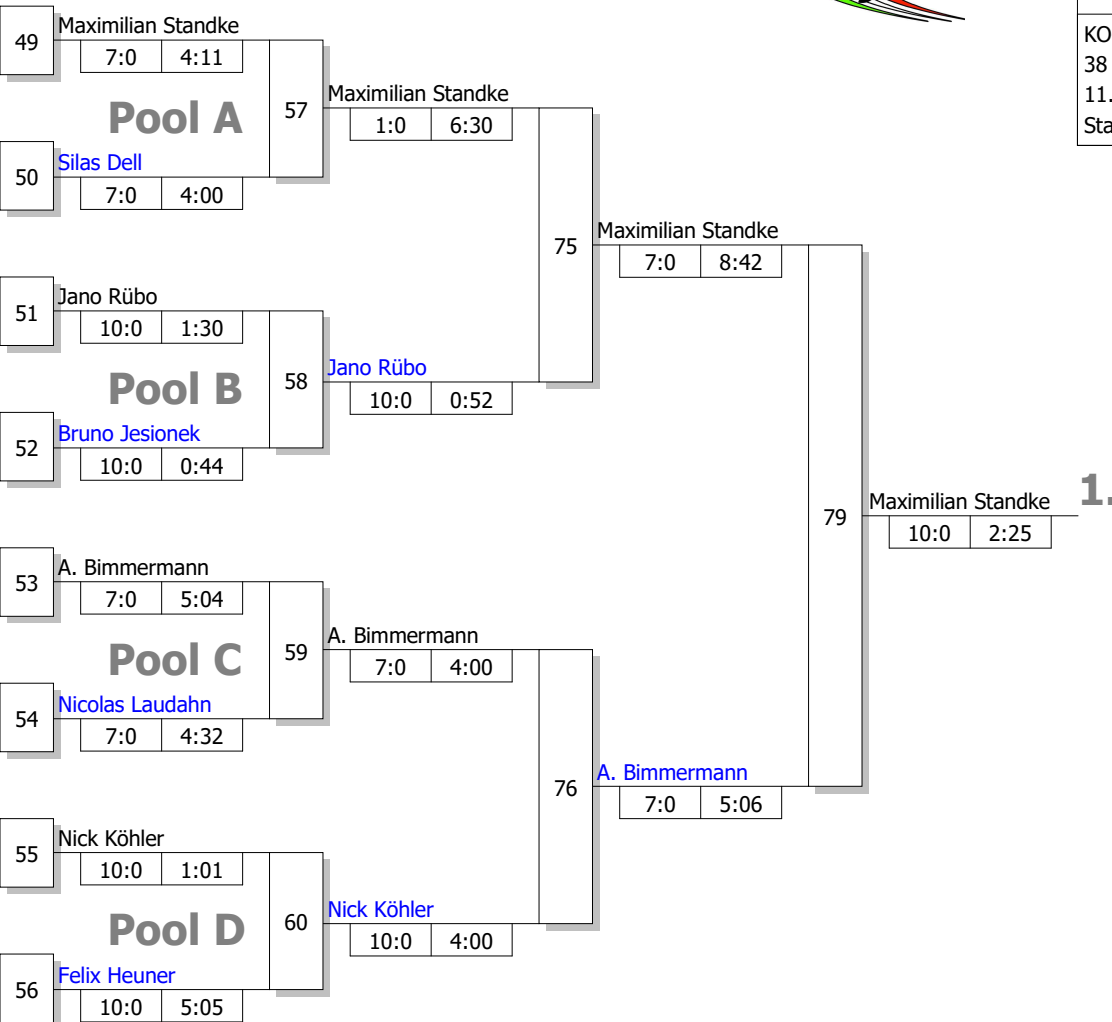 49
Maximilian Standke
7:0 4:11
Pool A
57
Maximilian Standke
1:0 6:30
50
Silas Dell
7:0 4:00
75
Maximilian Standke
7:0 8:42
51
Jano Rübo
10:0 1:30
Pool B
58
Jano Rübo
10:0 0:52
52
Bruno Jesionek
10:0 0:44
79
Maximilian Standke
10:0 2:25
1.
53
A. Bimmermann
7:0 5:04
Pool C
59
A. Bimmermann
7:0 4:00
54
Nicolas Laudahn
7:0 4:32
76
A. Bimmermann
7:0 5:06
55
Nick Köhler
10:0 1:01
Pool D
60
Nick Köhler
10:0 4:00
56
Felix Heuner
10:0 5:05
KO
38
11.
Sta